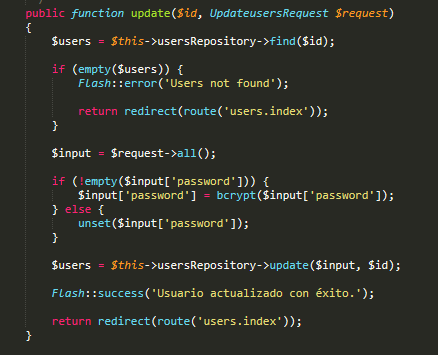 public function update($id, UpdateusersRequest $request)
{
$users = $this->usersRepository->find($id);
if (empty($users)) {
Flash::error('Users not found');
return redirect(route('users.index'));
}
$input = $request->all();
if (!empty($input['password'])) {
$input['password'] = bcrypt($input['password']);
} else {
unset($input['password']);
}
$users = $this->usersRepository->update($input, $id);
Flash::success('Usuario actualizado con éxito.');
return redirect(route('users.index'));
}